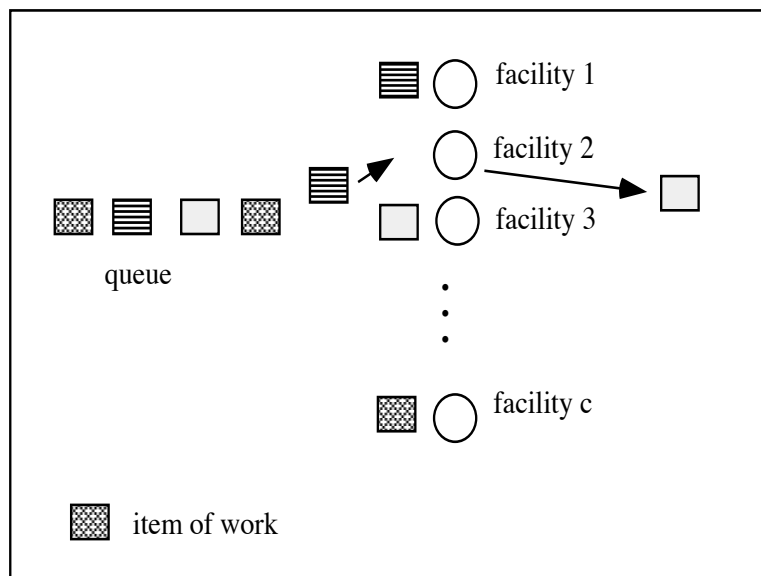 facility 1
facility 2
facility 3
queue
facility c
item of work